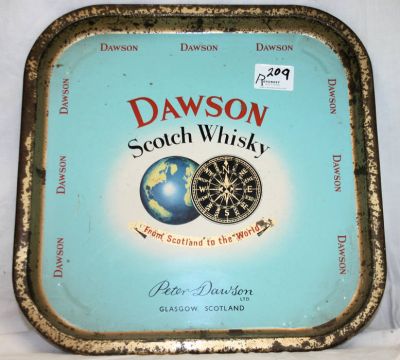 DAWSON DAWSON DAWSON
209
DAWSON
DAWSON
DAWSON
DAWSON
DAWSON
DAWSON
DAWSON
Scotch Whisky
N
E
S
W
"From Scotland to the World"
Peter Dawson
LTD
GLASGOW, SCOTLAND